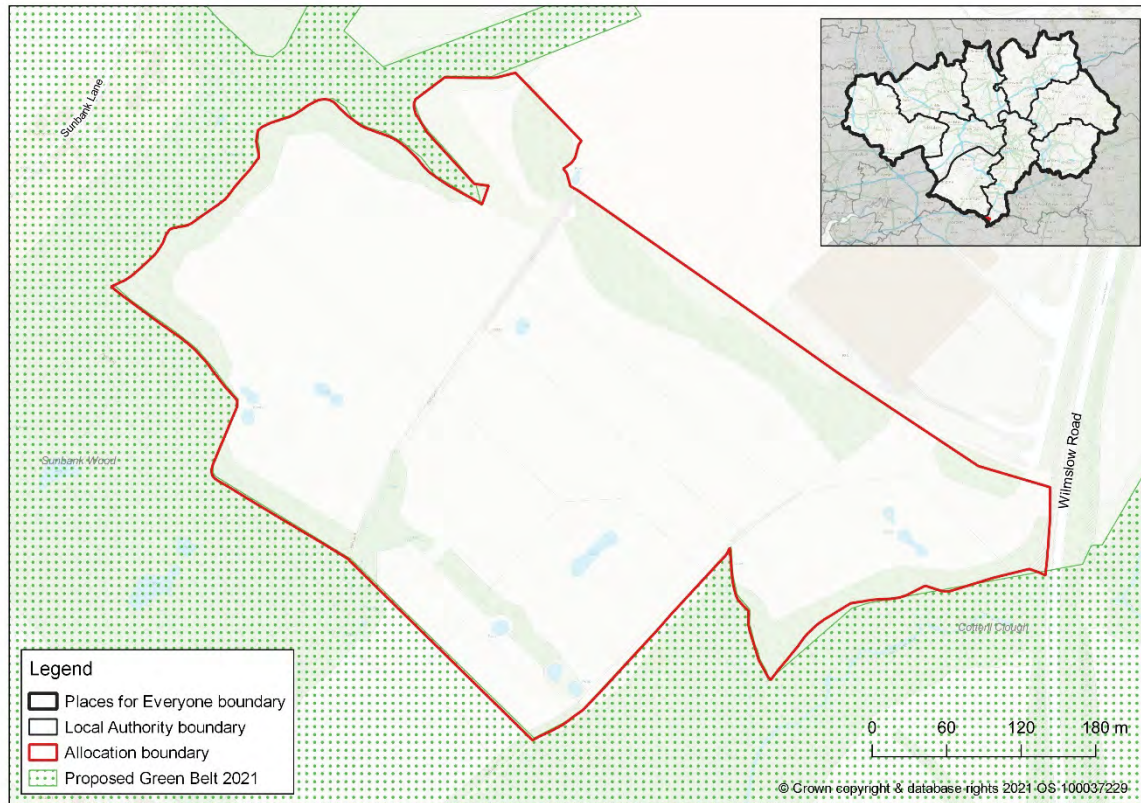 Sunbank Lane
Sunbank Wood
Wilmslow Road
Cotteril Clough
Legend
Places for Everyone boundary
Local Authority boundary
Allocation boundary
Proposed Green Belt 2021
0 60 120 180 m
© Crown copyright & database rights 2021 OS 100037229